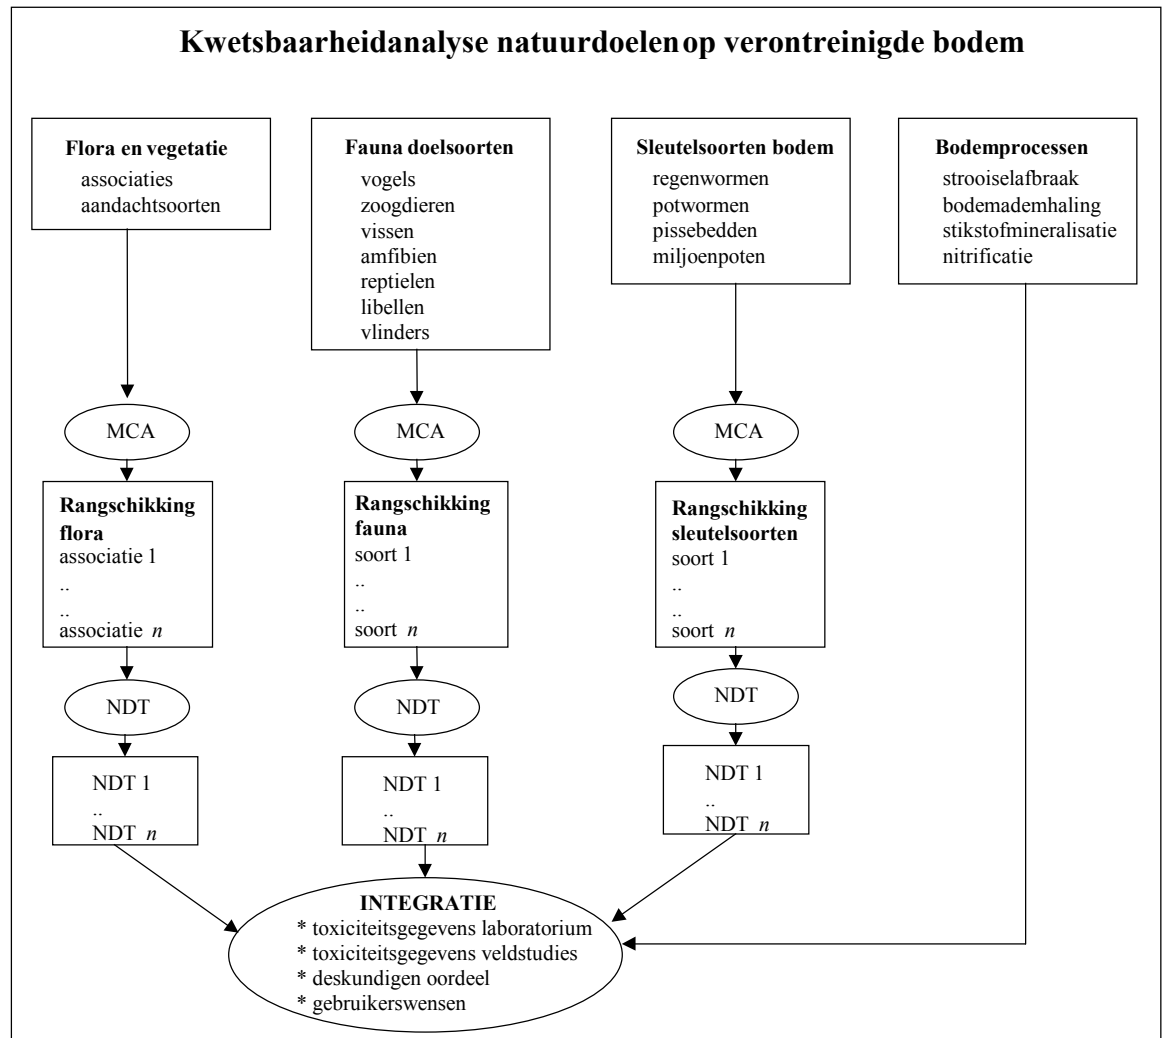 Kwetsbaarheidanalyse natuurdoelen op verontreinigde bodem
Flora en vegetatie
associaties
aandachtsoorten
Fauna doelsoorten
vogels
zoogdieren
vissen
amfibien
reptielen
libellen
vlinders
Sleutelsoorten bodem
regenwormen
potwormen
pissebedden
miljoenpoten
Bodemprocessen
strooiselafbraak
bodemademhaling
stikstofmineralisatie
nitrificatie
MCA
MCA
MCA
Rangschikking
flora
associatie 1
..
..
associatie n
Rangschikking
fauna
soort 1
..
..
soort n
Rangschikking
sleutelsoorten
soort 1
..
..
soort n
NDT
NDT
NDT
NDT 1
..
NDT n
NDT 1
..
NDT n
NDT 1
..
NDT n
INTEGRATIE
* toxiciteitsgegevens laboratorium
* toxiciteitsgegevens veldstudies
* deskundigen oordeel
* gebruikerswensen